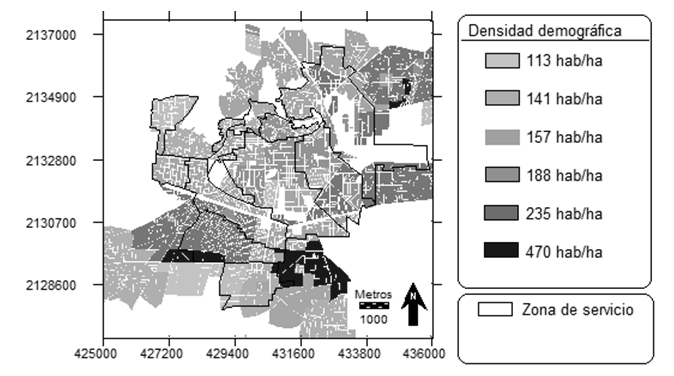 2137000
2134900
2132800
2130700
2128600
425000 427200 429400 431600 433800 436000
Metros
1000
N
Densidad demográfica
113 hab/ha
141 hab/ha
157 hab/ha
188 hab/ha
235 hab/ha
470 hab/ha
Zona de servicio